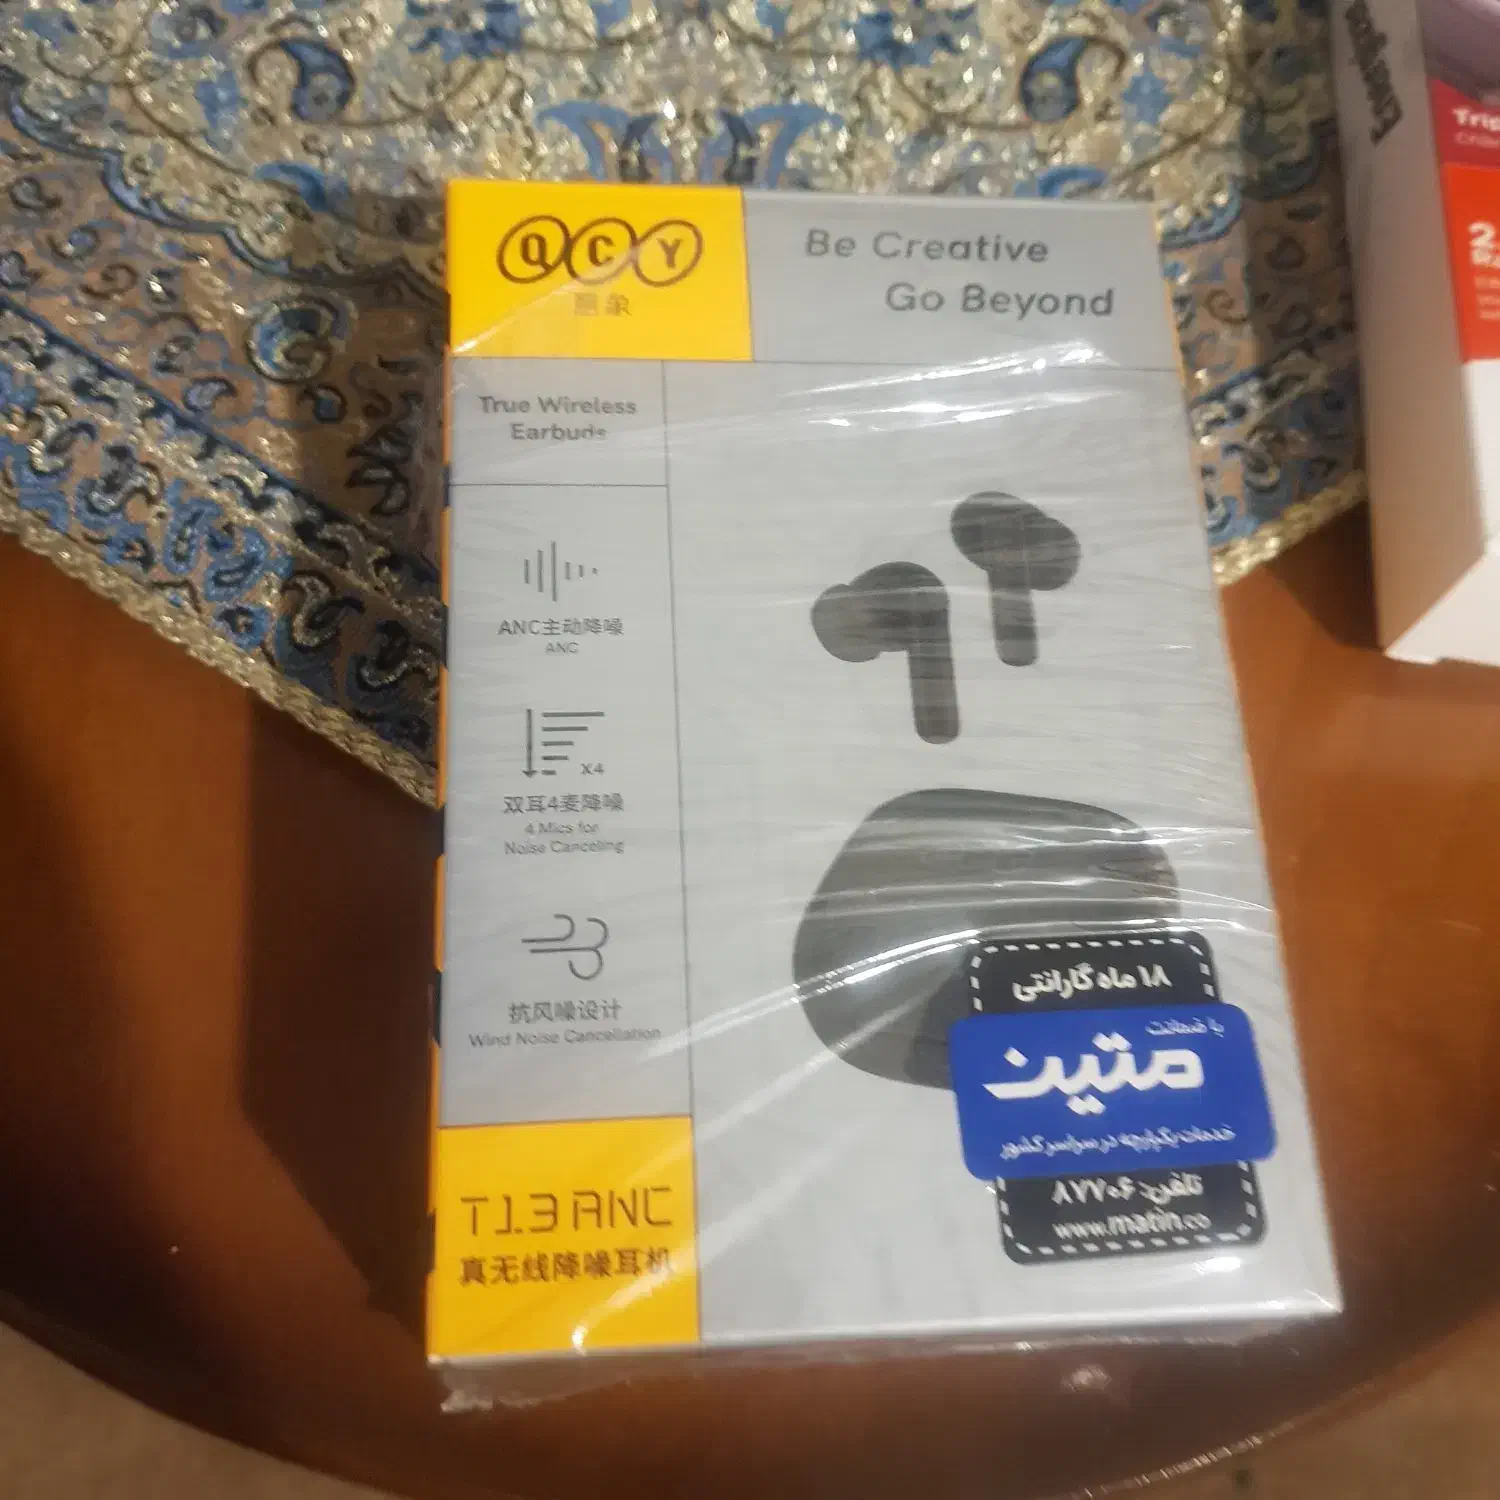 QCY
意象
Be Creative
Go Beyond
True Wireless
Earbuds
ANC主动降噪
ANC
X4
双耳4麦降噪
4 Mics for
Noise Canceling
抗风噪设计
Wind Noise Cancellation
T13 ANC
真无线降噪耳机
۱۸ ماه گارانتی
با ضمانت
متین
خدمات یکپارچه در سراسر کشور
تلفن: ۸۷۷۰۶
www.matin.co
Energizer
Trip
2.